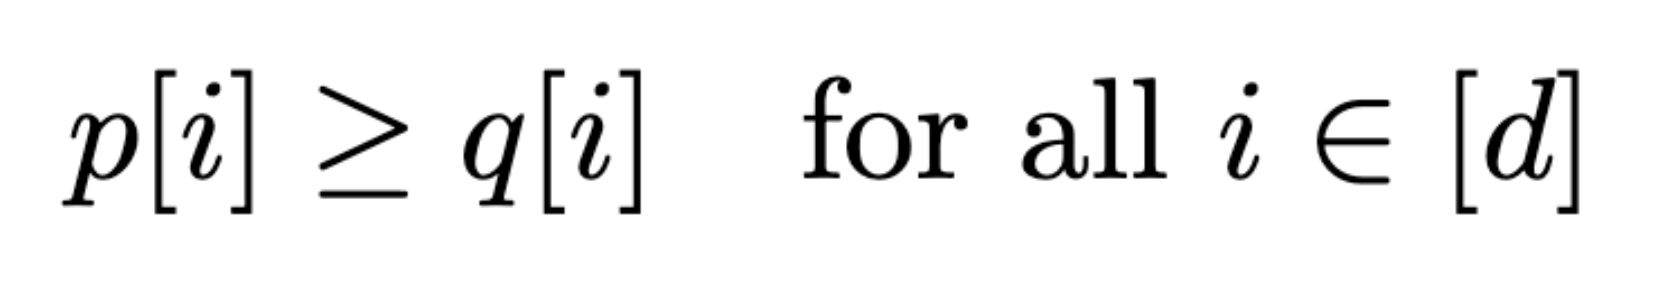 p[i] ≥ q[i] for all i ∈ [d]